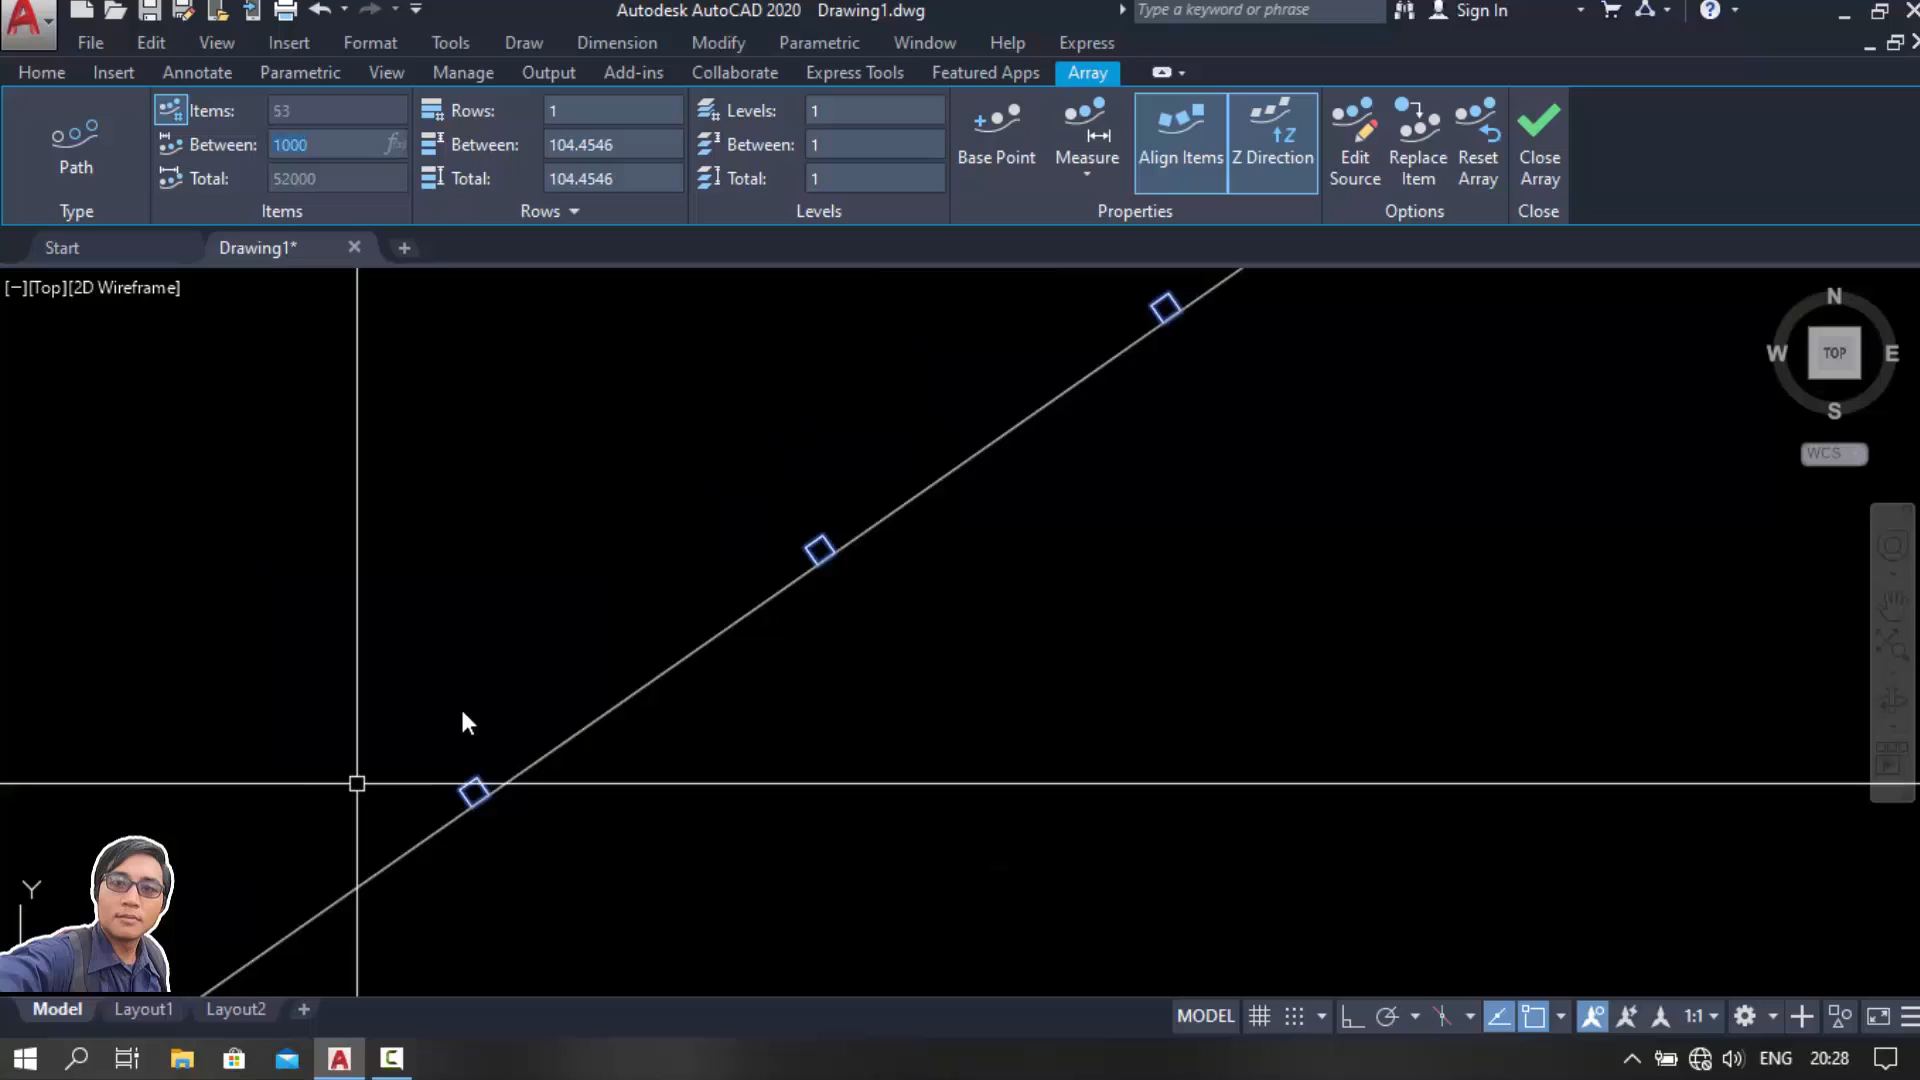 Autodesk AutoCAD 2020 Drawing1.dwg
Type a keyword or phrase
Sign In
File Edit View Insert Format Tools Draw Dimension Modify Parametric Window Help Express
Home Insert Annotate Parametric View Manage Output Add-ins Collaborate Express Tools Featured Apps Array
Path
Type
Items: 53
Between: 1000
Total: 52000
Items
Rows: 1
Between: 104.4546
Total: 104.4546
Rows
Levels: 1
Between: 1
Total: 1
Levels
Base Point
Measure
Align Items
Z Direction
Properties
Edit Source
Replace Item
Reset Array
Options
Close Array
Close
Start
Drawing1*
[−][Top][2D Wireframe]
N
W
TOP
E
S
WCS
Y
Model Layout1 Layout2
MODEL
1:1
ENG 20:28